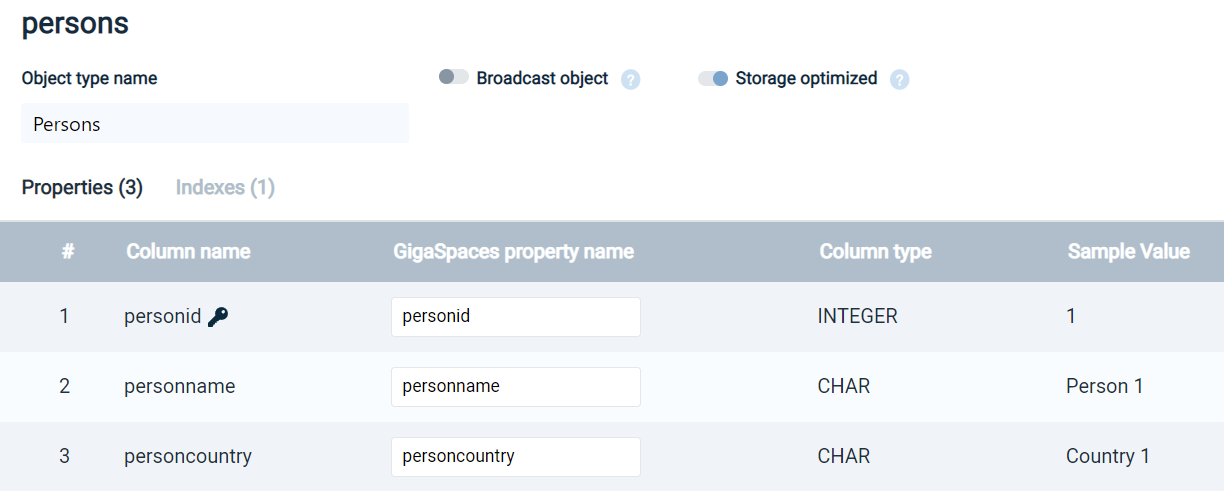 persons
Object type name
Broadcast object ?
Storage optimized ?
Persons
Properties (3) Indexes (1)
# Column name GigaSpaces property name Column type Sample Value
1 personid personid INTEGER 1
2 personname personname CHAR Person 1
3 personcountry personcountry CHAR Country 1